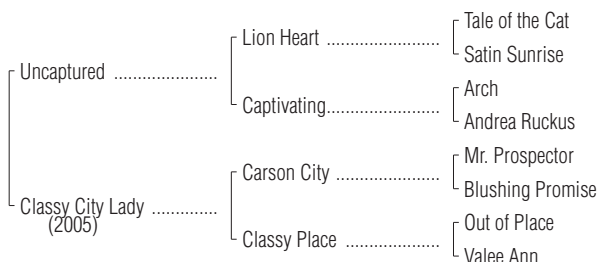 Tale of the Cat
Lion Heart ........................
Satin Sunrise
Uncaptured ......................
Arch
Captivating........................
Andrea Ruckus
Mr. Prospector
Carson City ......................
Blushing Promise
Classy City Lady ..............
(2005)
Out of Place
Classy Place ....................
Valee Ann